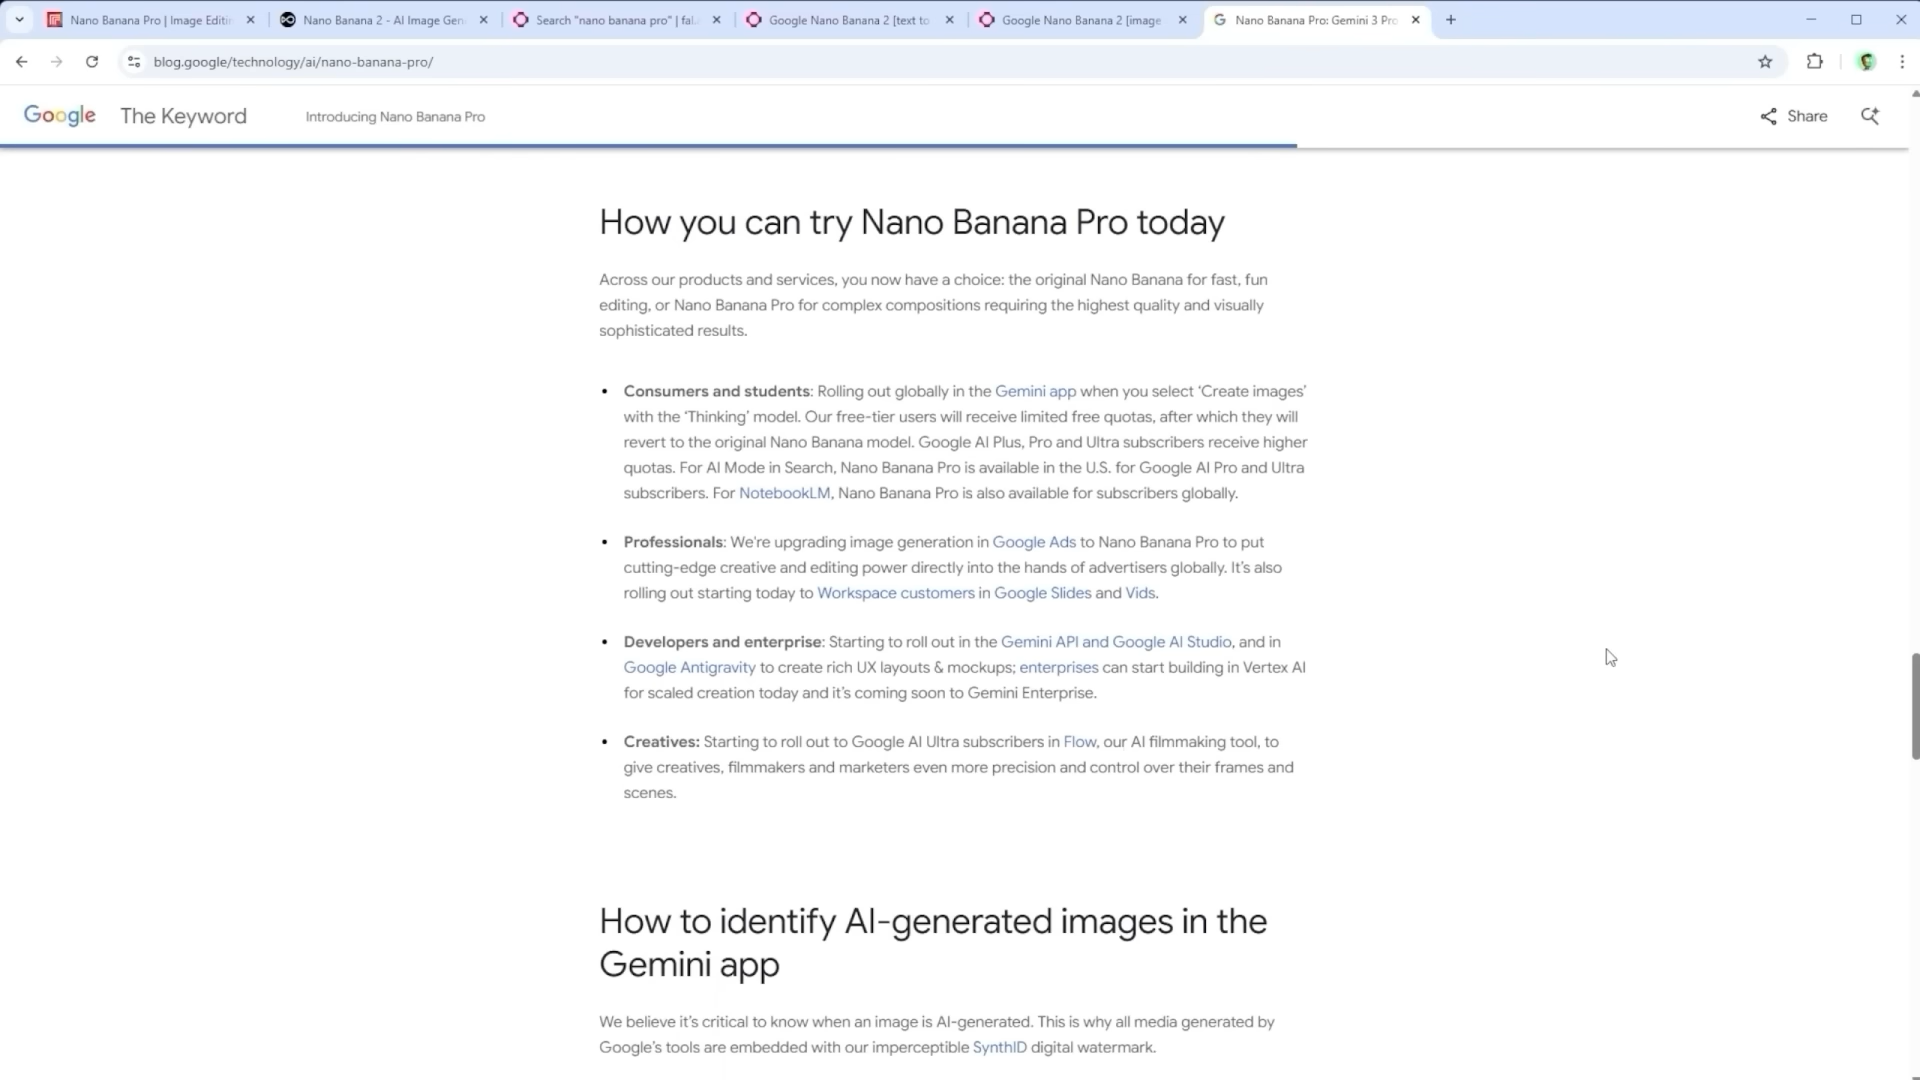 Nano Banana Pro | Image Editin
Nano Banana 2 - AI Image Gen
Search "nano banana pro" | fal.
Google Nano Banana 2 [text to
Google Nano Banana 2 [image
Nano Banana Pro: Gemini 3 Pro
blog.google/technology/ai/nano-banana-pro/
Google The Keyword
Introducing Nano Banana Pro
Share
How you can try Nano Banana Pro today
Across our products and services, you now have a choice: the original Nano Banana for fast, fun
editing, or Nano Banana Pro for complex compositions requiring the highest quality and visually
sophisticated results.
• Consumers and students: Rolling out globally in the Gemini app when you select ‘Create images’
with the ‘Thinking’ model. Our free-tier users will receive limited free quotas, after which they will
revert to the original Nano Banana model. Google AI Plus, Pro and Ultra subscribers receive higher
quotas. For AI Mode in Search, Nano Banana Pro is available in the U.S. for Google AI Pro and Ultra
subscribers. For NotebookLM, Nano Banana Pro is also available for subscribers globally.
• Professionals: We're upgrading image generation in Google Ads to Nano Banana Pro to put
cutting-edge creative and editing power directly into the hands of advertisers globally. It’s also
rolling out starting today to Workspace customers in Google Slides and Vids.
• Developers and enterprise: Starting to roll out in the Gemini API and Google AI Studio, and in
Google Antigravity to create rich UX layouts & mockups; enterprises can start building in Vertex AI
for scaled creation today and it’s coming soon to Gemini Enterprise.
• Creatives: Starting to roll out to Google AI Ultra subscribers in Flow, our AI filmmaking tool, to
give creatives, filmmakers and marketers even more precision and control over their frames and
scenes.
How to identify AI-generated images in the
Gemini app
We believe it’s critical to know when an image is AI-generated. This is why all media generated by
Google’s tools are embedded with our imperceptible SynthID digital watermark.